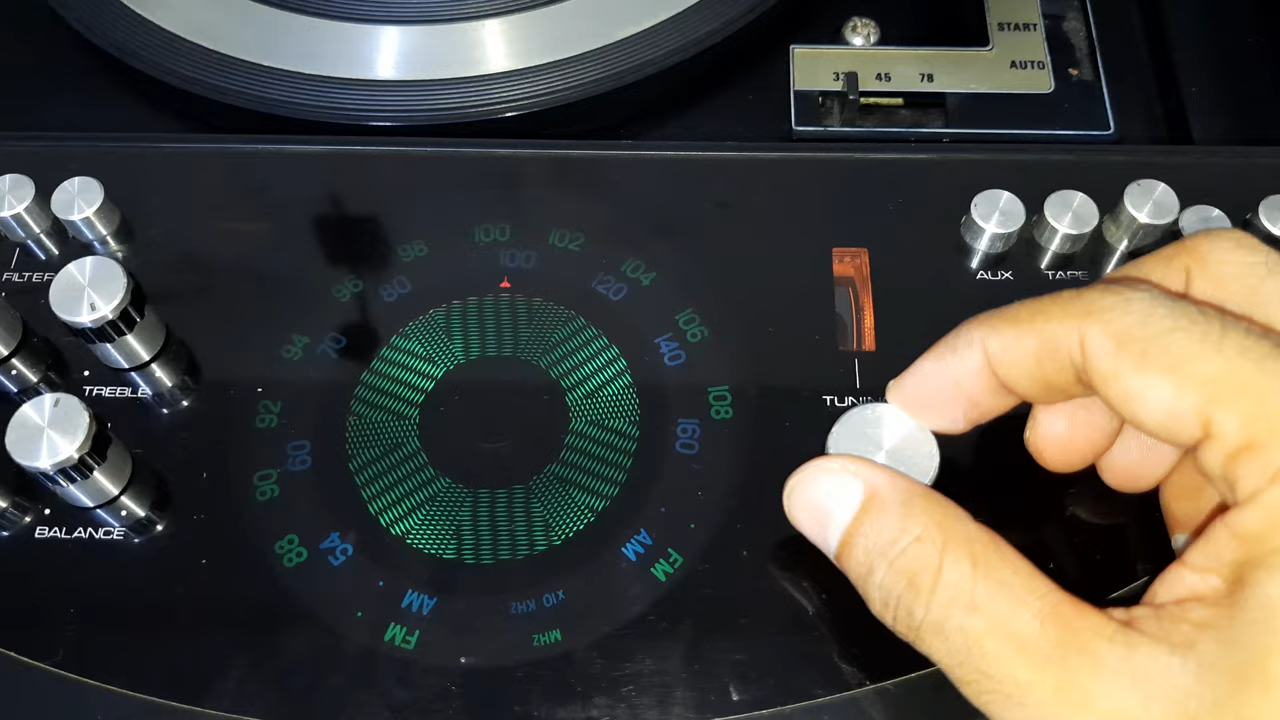 START
AUTO
33 45 78
FILTER
TREBLE
BALANCE
88 90 92 94 96 98 100 102 104 106 108
54 60 70 80 100 120 140 160
AM
FM
AM
FM
X10 KHz
MHz
TUNING
AUX TAPE